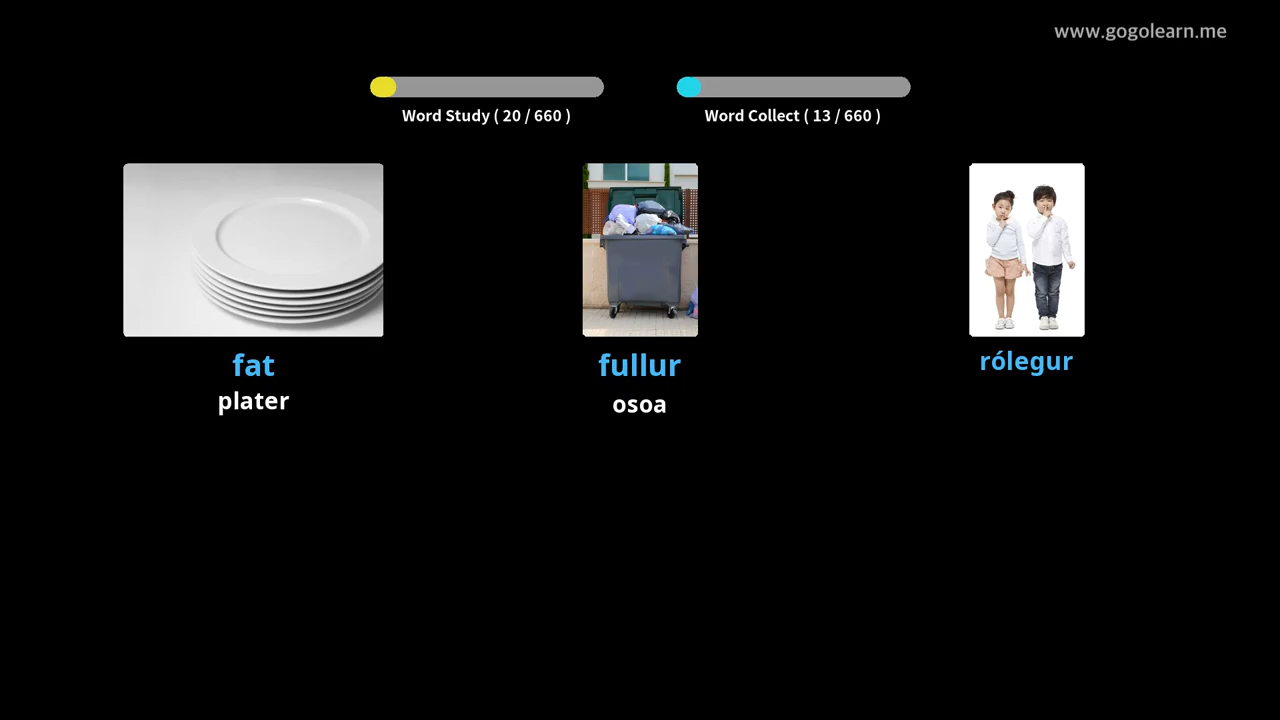 www.gogolearn.me
Word Study ( 20 / 660 )
Word Collect ( 13 / 660 )
fat
plater
fullur
osoa
rólegur